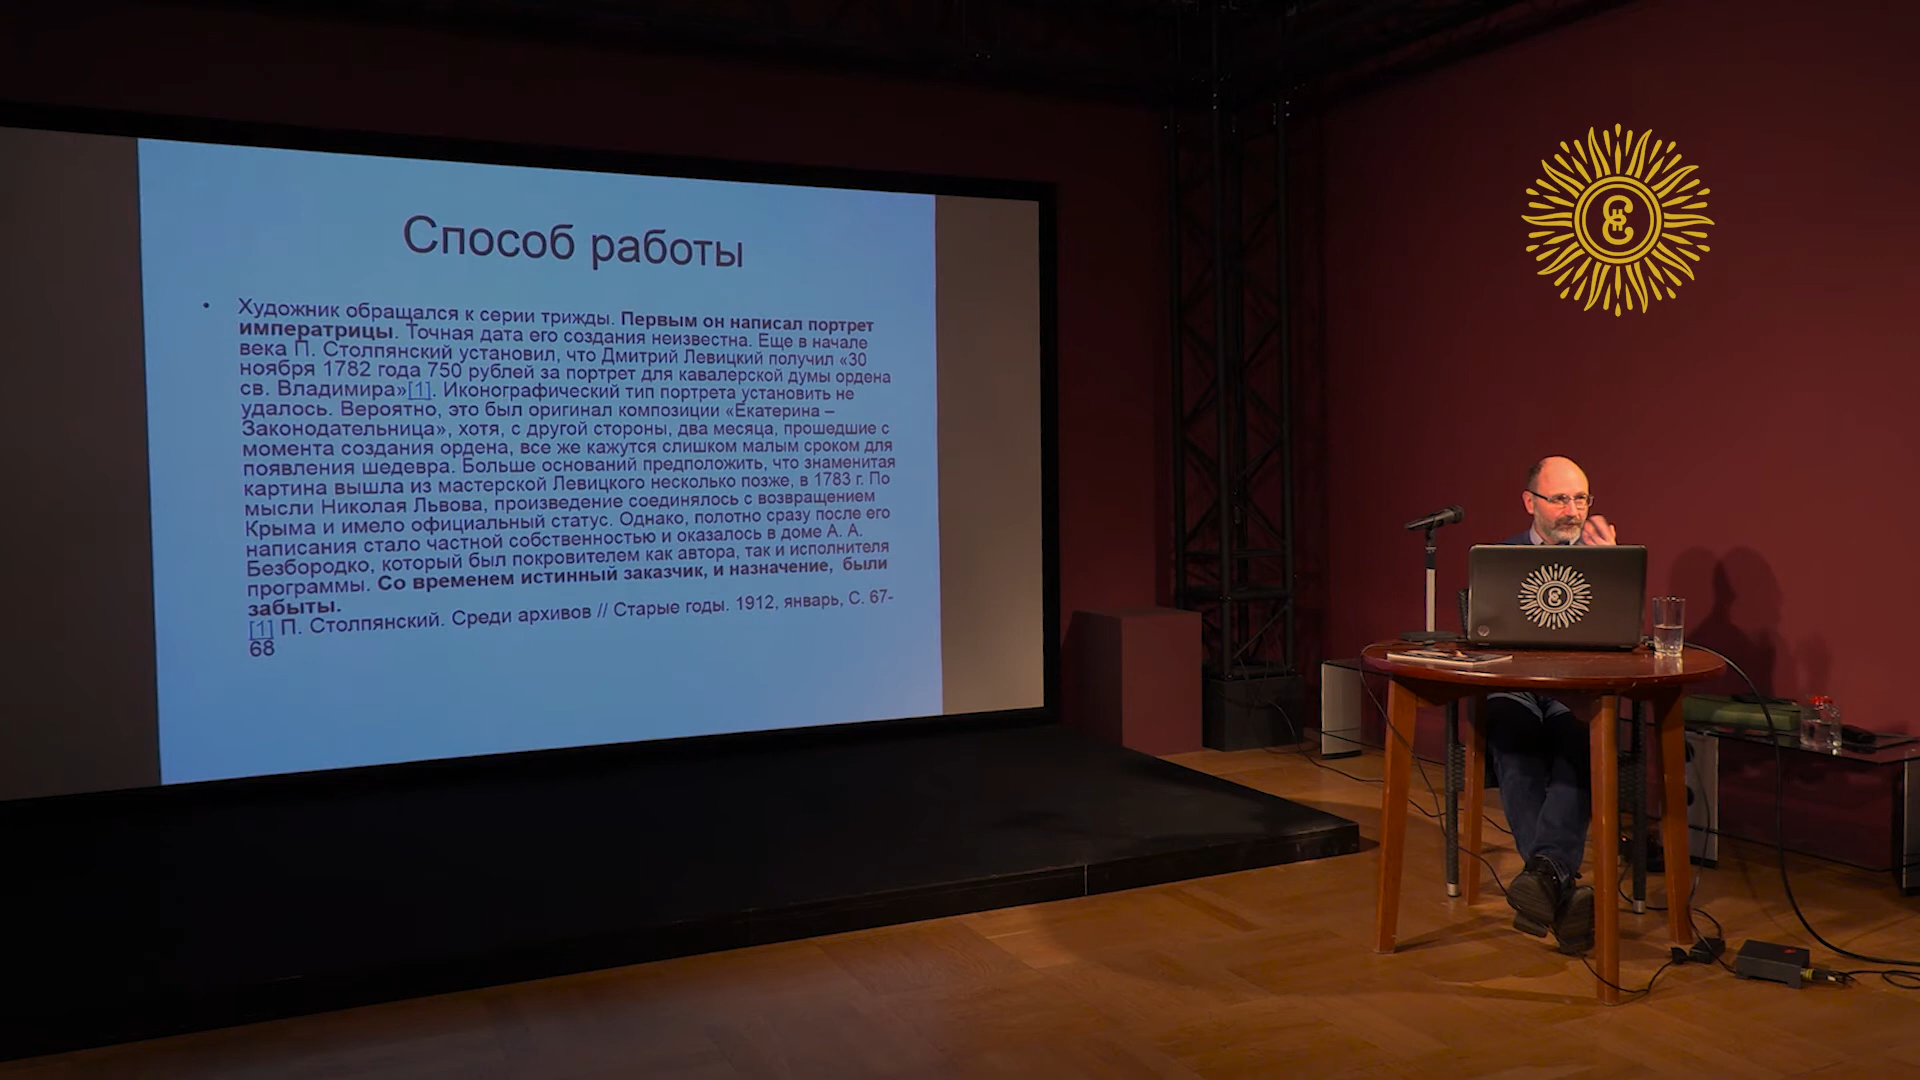 Способ работы
• Художник обращался к серии трижды. Первым он написал портрет
императрицы. Точная дата его создания неизвестна. Еще в начале
века П. Столпянский установил, что Дмитрий Левицкий получил «30
ноября 1782 года 750 рублей за портрет для кавалерской думы ордена
св. Владимира»[1]. Иконографический тип портрета установить не
удалось. Вероятно, это был оригинал композиции «Екатерина –
Законодательница», хотя, с другой стороны, два месяца, прошедшие с
момента создания ордена, все же кажутся слишком малым сроком для
появления шедевра. Больше оснований предположить, что знаменитая
картина вышла из мастерской Левицкого несколько позже, в 1783 г. По
мысли Николая Львова, произведение соединялось с возвращением
Крыма и имело официальный статус. Однако, полотно сразу после его
написания стало частной собственностью и оказалось в доме А. А.
Безбородко, который был покровителем как автора, так и исполнителя
программы. Со временем истинный заказчик, и назначение, были
забыты.
[1] П. Столпянский. Среди архивов // Старые годы. 1912, январь, С. 67-
68